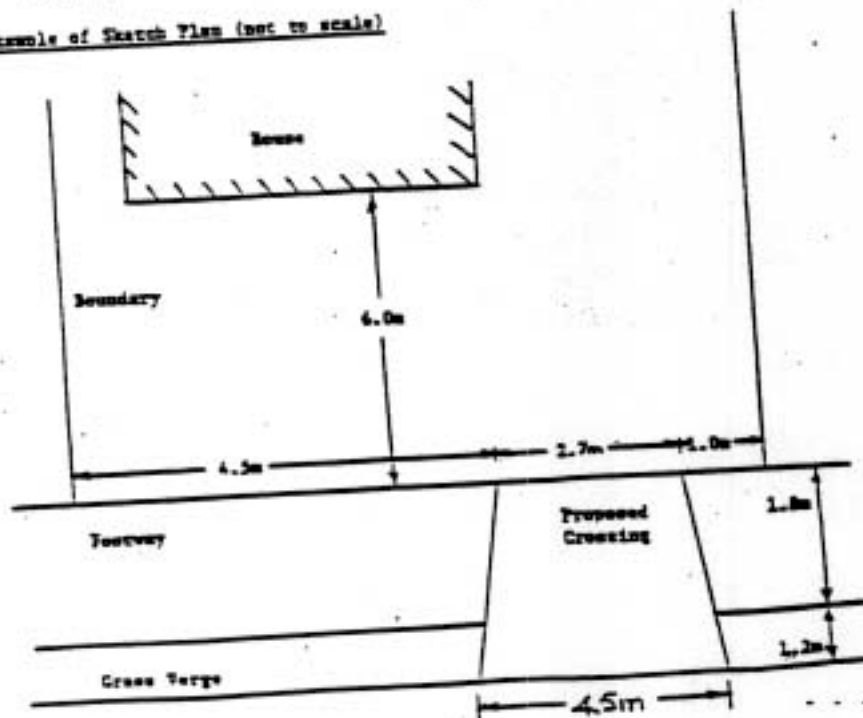 Example of Sketch Plan (not to scale)
House
Boundary
6.0m
4.5m
2.7m
1.0m
Footway
Proposed
Crossing
1.8m
Grass Verge
1.2m
4.5m